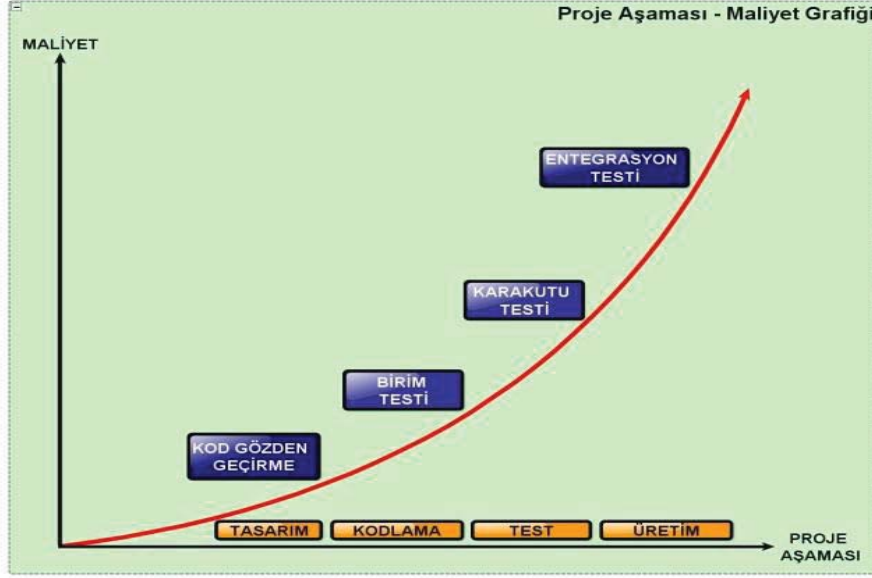 Proje Aşaması - Maliyet Grafiği
MALİYET
ENTEGRASYON
TESTİ
KARAKUTU
TESTİ
BİRİM
TESTİ
KOD GÖZDEN
GEÇİRME
TASARIM KODLAMA TEST ÜRETİM
PROJE
AŞAMASI